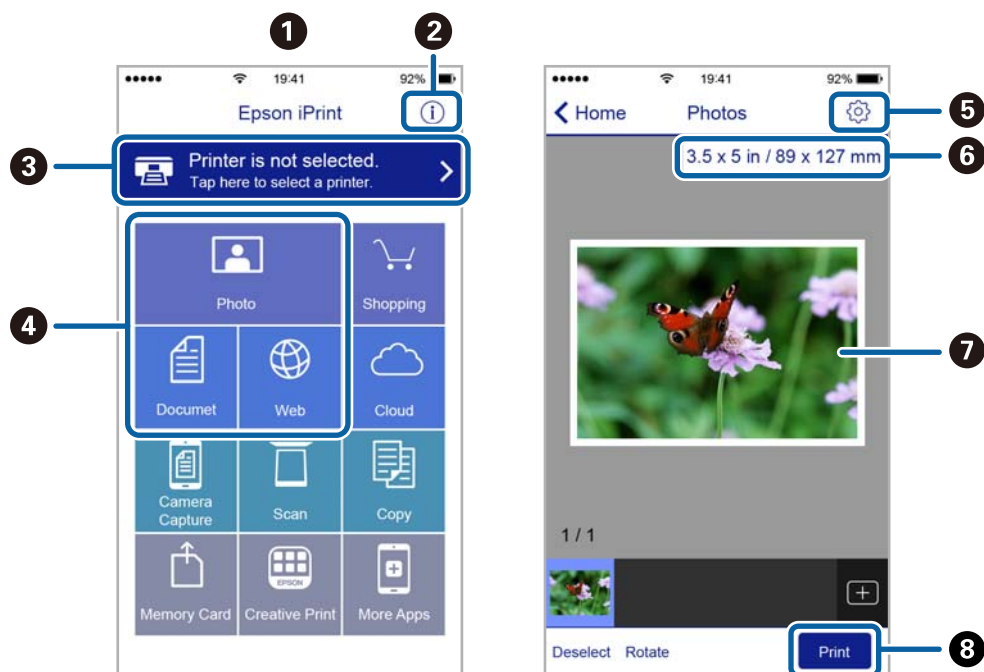 1
2
19:41
92%
Epson iPrint
3
Printer is not selected.
Tap here to select a printer.
4
Photo
Shopping
Documet
Web
Cloud
Camera
Capture
Scan
Copy
EPSON
Memory Card
Creative Print
More Apps
19:41
92%
Home
Photos
5
3.5 x 5 in / 89 x 127 mm
6
7
1 / 1
Deselect
Rotate
Print
8